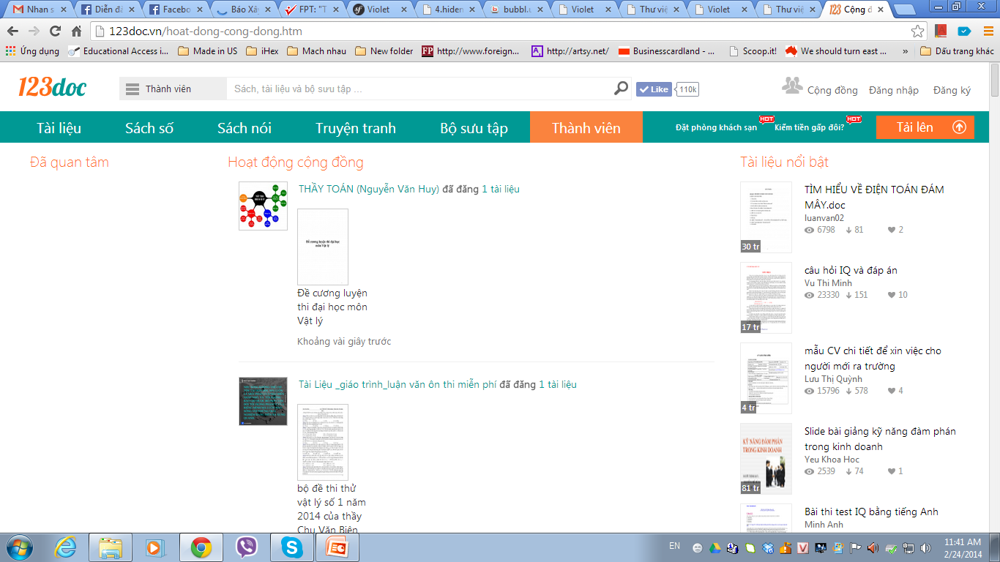 Nhan s
Diễn đà
Facebo
Báo Xâ
FPT: "T
Violet
4.hiden
bubbl.u
Violet
Thư việ
Violet
Thư việ
123 Cộng đ
123doc.vn/hoat-dong-cong-dong.htm
Ứng dụng
Educational Access i...
Made in US
iHex
Mach nhau
New folder
FP http://www.foreign...
A http://artsy.net/
Businesscardland - ...
Scoop.it!
We should turn east ...
»
Dấu trang khác
123doc
Thành viên
Sách, tài liệu và bộ sưu tập ...
Like
110k
Cộng đồng
Đăng nhập
Đăng ký
Tài liệu
Sách số
Sách nói
Truyện tranh
Bộ sưu tập
Thành viên
Đặt phòng khách sạn
HOT
Kiếm tiền gấp đôi?
HOT
Tải lên
Đã quan tâm
Hoạt động cộng đồng
THẦY TOÁN (Nguyễn Văn Huy) đã đăng 1 tài liệu
Đề cương luyện thi đại học
môn Vật lý
Đề cương luyện
thi đại học môn
Vật lý
Khoảng vài giây trước
Tài Liệu _giáo trình_luận văn ôn thi miễn phí đã đăng 1 tài liệu
bộ đề thi thử
vật lý số 1 năm
2014 của thầy
Chu Văn Biên
Tài liệu nổi bật
TÌM HIỂU VỀ ĐIỆN TOÁN ĐÁM
MÂY.doc
luanvan02
6798 81 2
30 tr
câu hỏi IQ và đáp án
Vu Thi Minh
23330 151 10
17 tr
mẫu CV chi tiết để xin việc cho
người mới ra trường
Lưu Thị Quỳnh
15796 578 4
4 tr
Slide bài giảng kỹ năng đàm phán
trong kinh doanh
Yeu Khoa Hoc
2539 74 1
KỸ NĂNG ĐÀM PHÁN
TRONG KINH DOANH
81 tr
Bài thi test IQ bằng tiếng Anh
Minh Anh
EN
11:41 AM
2/24/2014